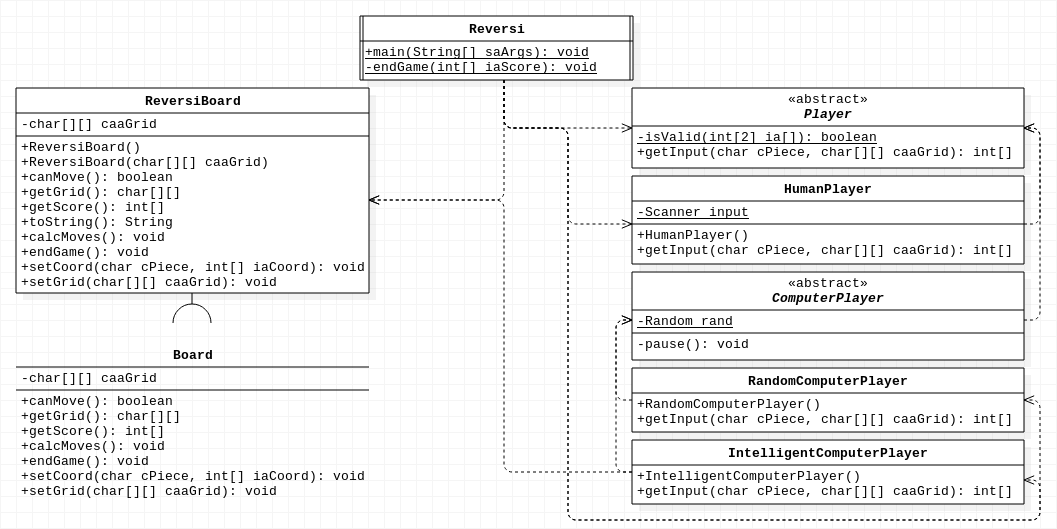 Reversi
+main(String[] saArgs): void
-endGame(int[] iaScore): void
ReversiBoard
-char[][] caaGrid
+ReversiBoard()
+ReversiBoard(char[][] caaGrid)
+canMove(): boolean
+getGrid(): char[][]
+getScore(): int[]
+toString(): String
+calcMoves(): void
+endGame(): void
+setCoord(char cPiece, int[] iaCoord): void
+setGrid(char[][] caaGrid): void
Board
-char[][] caaGrid
+canMove(): boolean
+getGrid(): char[][]
+getScore(): int[]
+calcMoves(): void
+endGame(): void
+setCoord(char cPiece, int[] iaCoord): void
+setGrid(char[][] caaGrid): void
«abstract»
Player
-isValid(int[2] ia[]): boolean
+getInput(char cPiece, char[][] caaGrid): int[]
HumanPlayer
-Scanner input
+HumanPlayer()
+getInput(char cPiece, char[][] caaGrid): int[]
«abstract»
ComputerPlayer
-Random rand
-pause(): void
RandomComputerPlayer
+RandomComputerPlayer()
+getInput(char cPiece, char[][] caaGrid): int[]
IntelligentComputerPlayer
+IntelligentComputerPlayer()
+getInput(char cPiece, char[][] caaGrid): int[]